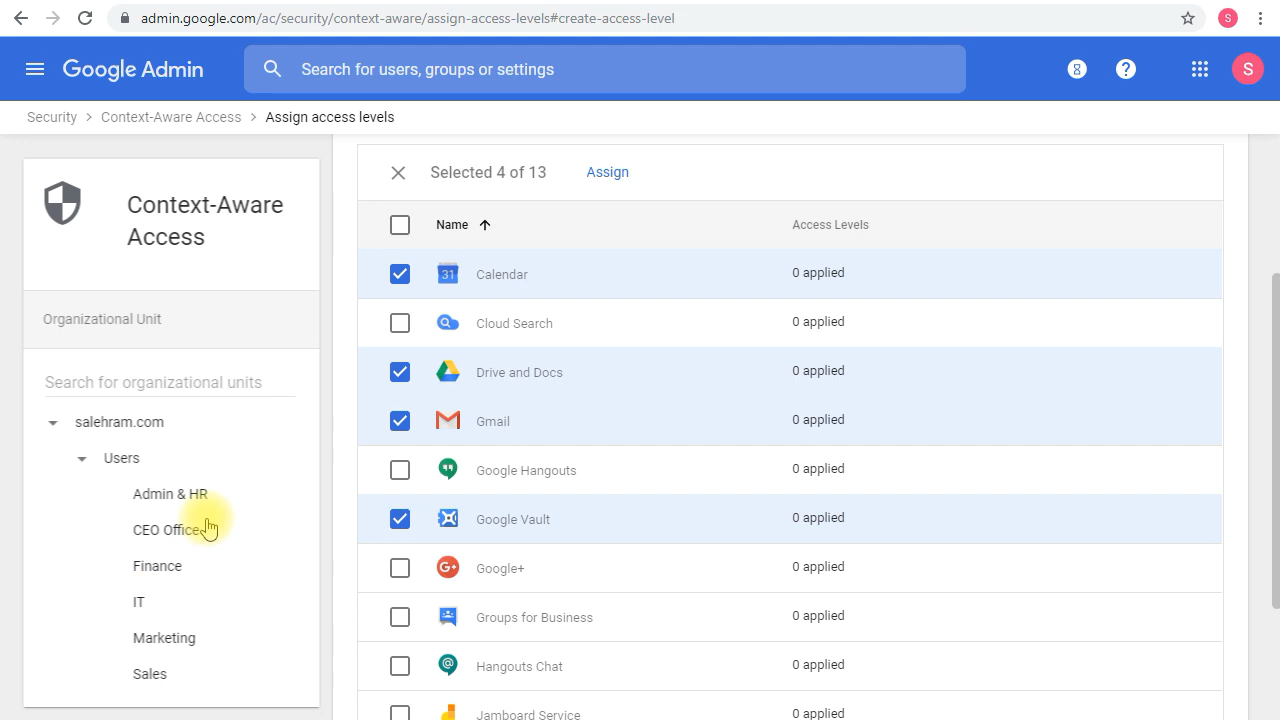 admin.google.com/ac/security/context-aware/assign-access-levels#create-access-level
S
Google Admin
Search for users, groups or settings
S
Security > Context-Aware Access > Assign access levels
Context-Aware
Access
Organizational Unit
Search for organizational units
salehram.com
Users
Admin & HR
CEO Office
Finance
IT
Marketing
Sales
Selected 4 of 13 Assign
Name Access Levels
31 Calendar 0 applied
Cloud Search 0 applied
Drive and Docs 0 applied
Gmail 0 applied
Google Hangouts 0 applied
Google Vault 0 applied
G+ Google+ 0 applied
Groups for Business 0 applied
@ Hangouts Chat 0 applied
Jamboard Service 0 applied